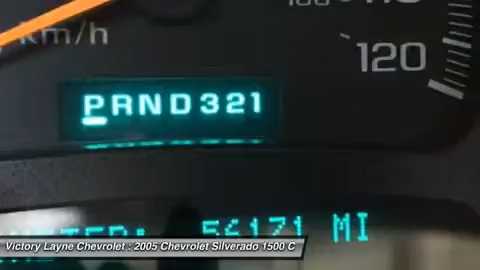 km/h
120
PRND321
56171 MI
Victory Layne Chevrolet : 2005 Chevrolet Silverado 1500 C